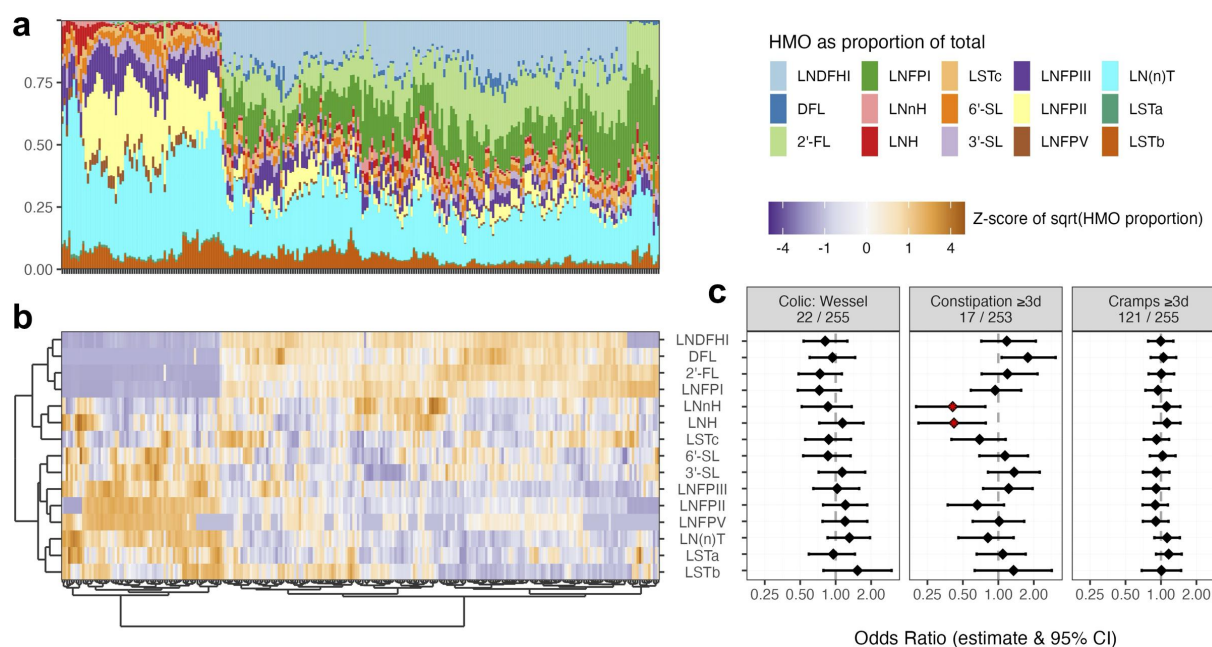 a
0.75
0.50
0.25
0.00
HMO as proportion of total
LNDFHI LNFPI LSTc LNFPIII LN(n)T
DFL LNnH 6'-SL LNFPII LSTa
2'-FL LNH 3'-SL LNFPV LSTb
-4 -1 0 1 4
Z-score of sqrt(HMO proportion)
b
LNDFHI
DFL
2'-FL
LNFPI
LNnH
LNH
LSTc
6'-SL
3'-SL
LNFPIII
LNFPII
LNFPV
LN(n)T
LSTa
LSTb
c
Colic: Wessel
22 / 255
Constipation ≥3d
17 / 253
Cramps ≥3d
121 / 255
0.25 0.50 1.00 2.00
0.25 0.50 1.00 2.00
0.25 0.50 1.00 2.00
Odds Ratio (estimate & 95% CI)